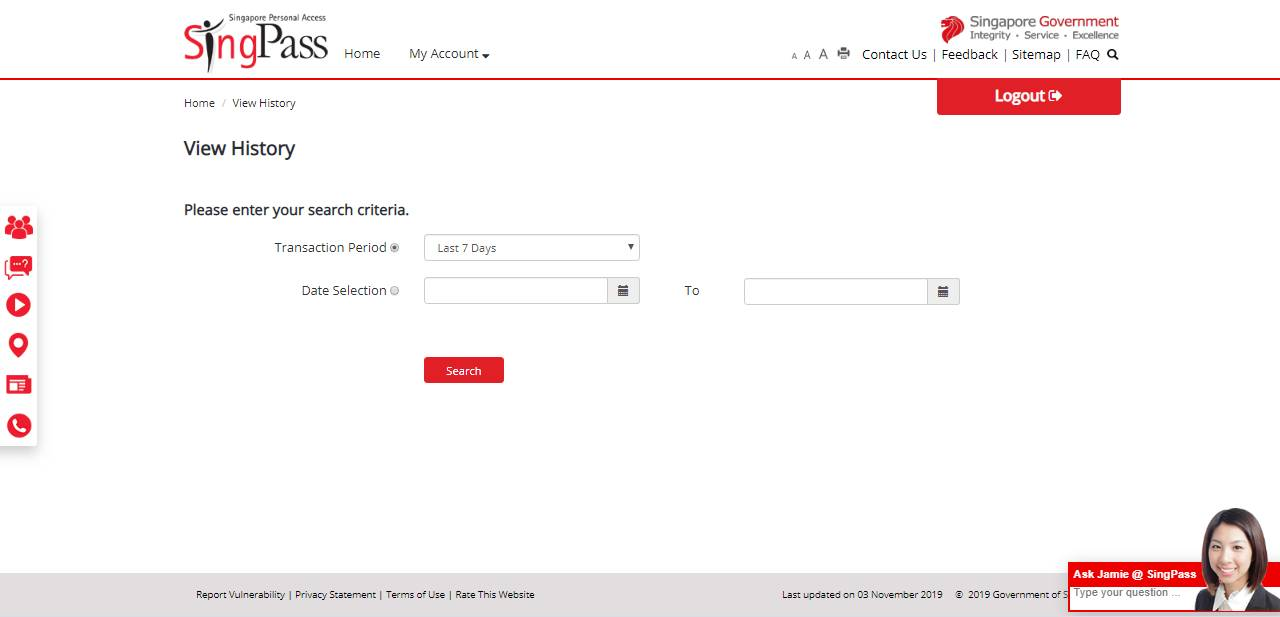 Singapore Personal Access
SingPass
Home
My Account
A A A
Contact Us | Feedback | Sitemap | FAQ
Singapore Government
Integrity · Service · Excellence
Logout
Home / View History
View History
Please enter your search criteria.
Transaction Period
Last 7 Days
Date Selection
To
Search
Ask Jamie @ SingPass
Type your question ...
Report Vulnerability | Privacy Statement | Terms of Use | Rate This Website
Last updated on 03 November 2019 © 2019 Government of S